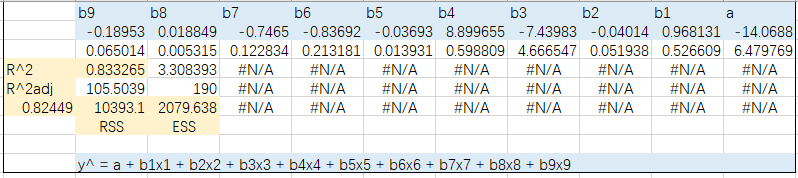 b9 b8 b7 b6 b5 b4 b3 b2 b1 a
-0.18953 0.018849 -0.7465 -0.83692 -0.03693 8.899655 -7.43983 -0.04014 0.968131 -14.0688
0.065014 0.005315 0.122834 0.213181 0.013931 0.598809 4.666547 0.051938 0.526609 6.479769
R^2 0.833265 3.308393 #N/A #N/A #N/A #N/A #N/A #N/A #N/A #N/A
R^2adj 105.5039 190 #N/A #N/A #N/A #N/A #N/A #N/A #N/A #N/A
0.82449 10393.1 2079.638 #N/A #N/A #N/A #N/A #N/A #N/A #N/A #N/A
RSS ESS
y^ = a + b1x1 + b2x2 + b3x3 + b4x4 + b5x5 + b6x6 + b7x7 + b8x8 + b9x9